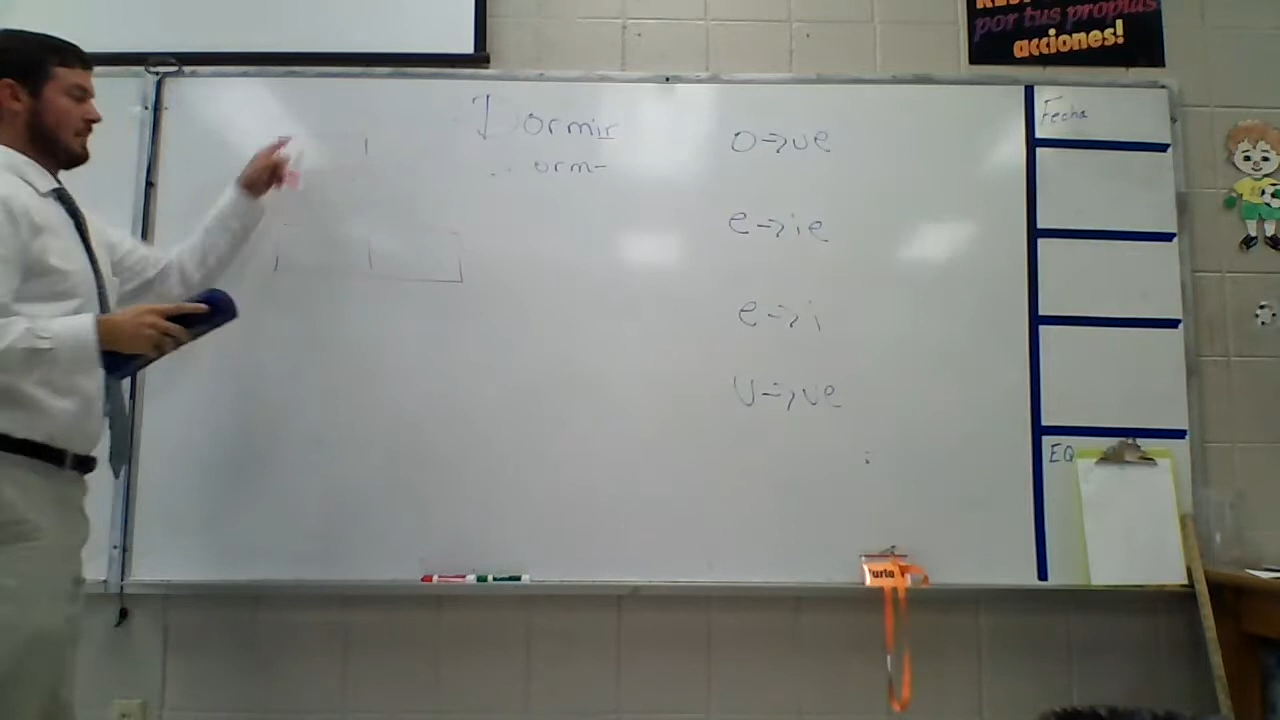 por tus propias
acciones!
Dormir
orm-
o→ue
e→ie
e→i
u→ue
Fecha
EQ